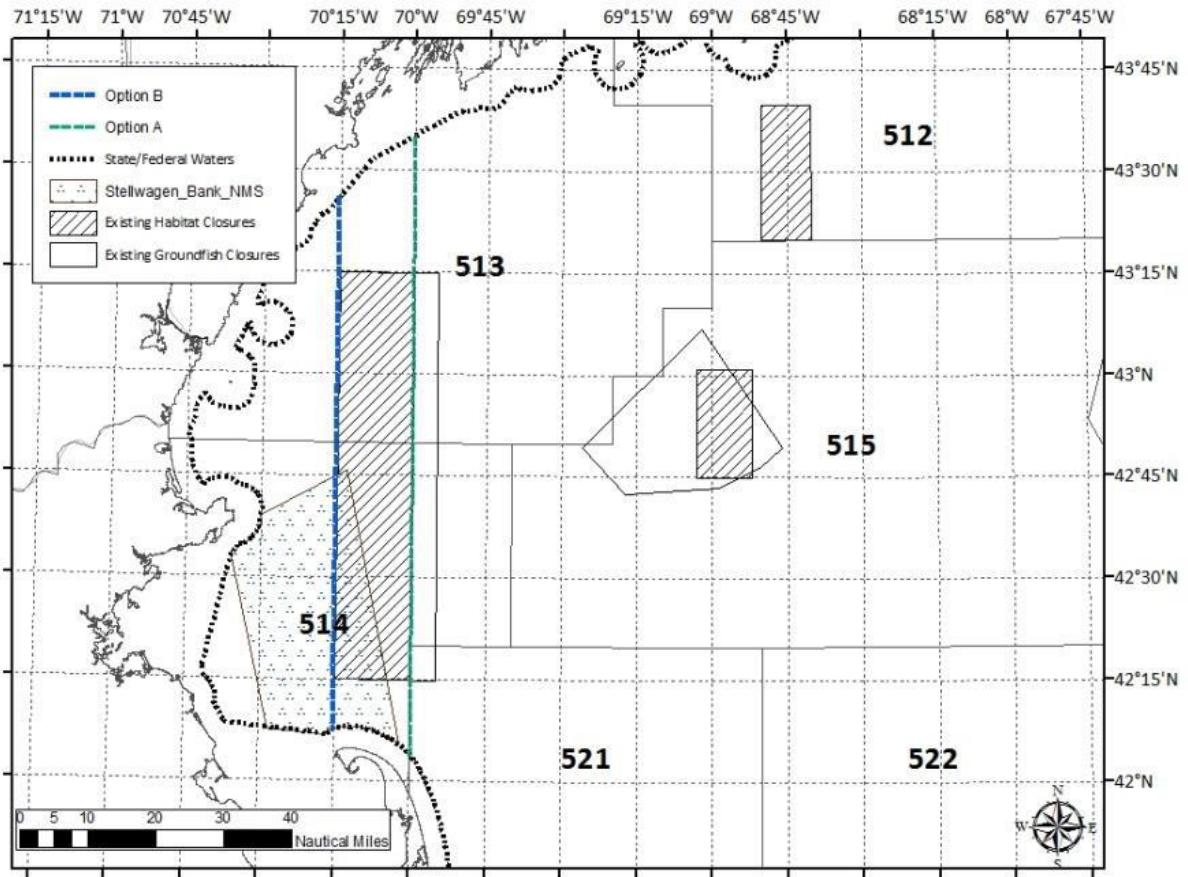 71°15'W 71°W 70°45'W 70°15'W 70°W 69°45'W 69°15'W 69°W 68°45'W 68°15'W 68°W 67°45'W
Option B
Option A
State/Federal Waters
Stellwagen_Bank_NMS
Existing Habitat Closures
Existing Groundfish Closures
43°45'N
512
43°30'N
513
43°15'N
43°N
515
42°45'N
42°30'N
514
42°15'N
521
522
42°N
0 5 10 20 30 40
Nautical Miles
N
W E
S